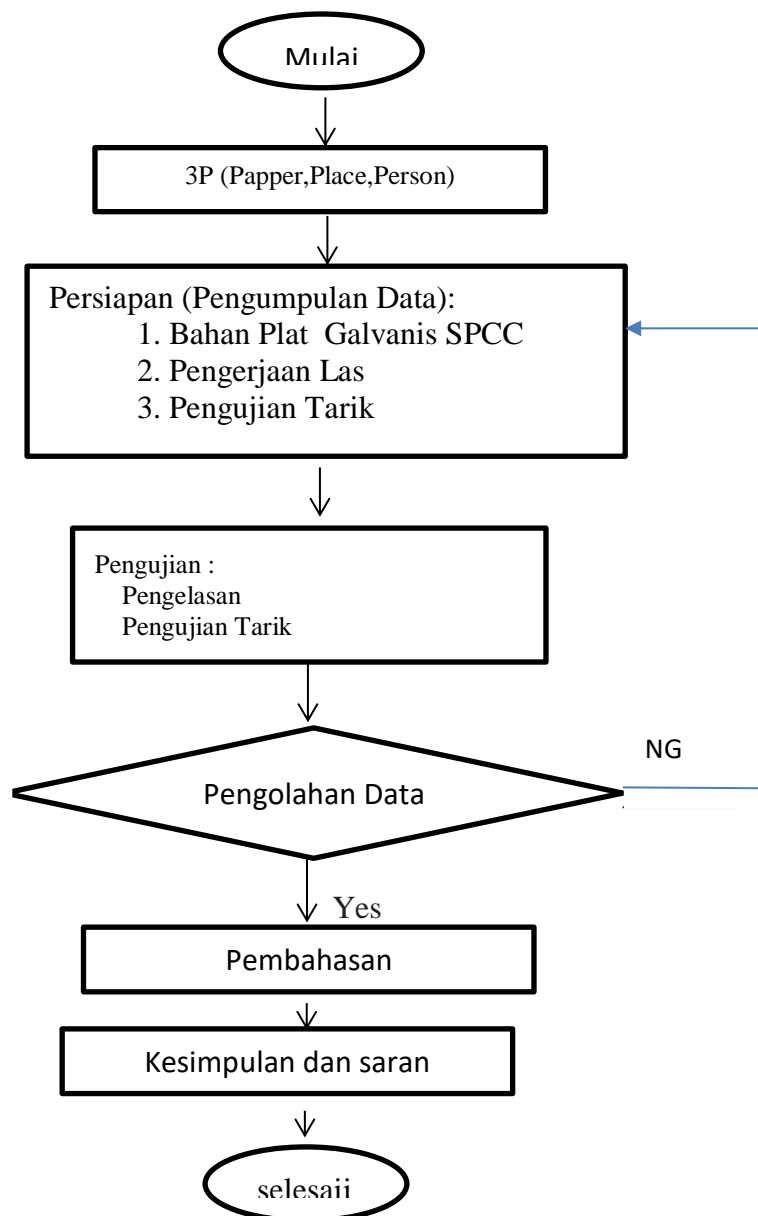 Mulai
3P (Papper,Place,Person)
Persiapan (Pengumpulan Data):
1. Bahan Plat Galvanis SPCC
2. Pengerjaan Las
3. Pengujian Tarik
Pengujian :
Pengelasan
Pengujian Tarik
Pengolahan Data
NG
Yes
Pembahasan
Kesimpulan dan saran
selesaii